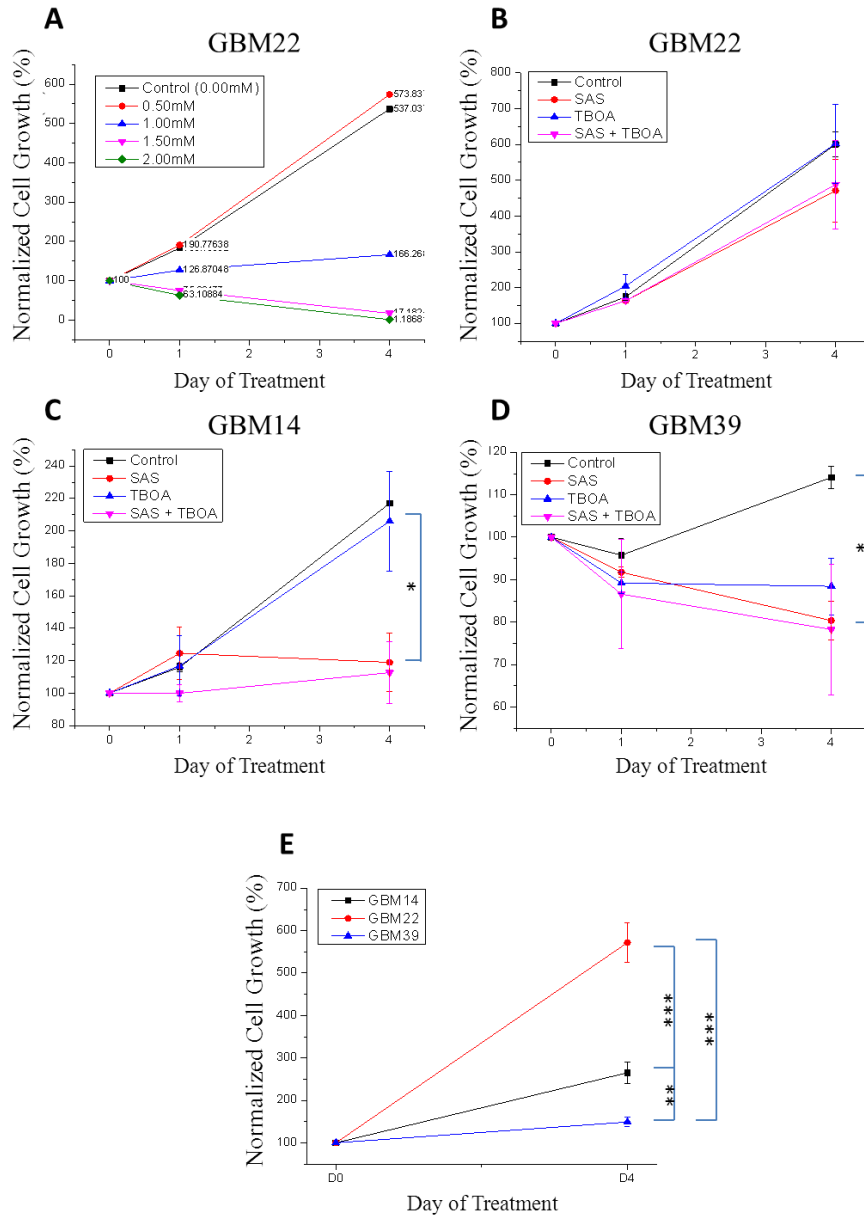 A
GBM22
Normalized Cell Growth (%)
600
500
400
300
200
100
0
Control (0.00mM)
0.50mM
1.00mM
1.50mM
2.00mM
573.83
537.03
190.77638
166.268
126.87048
100
63.10884
17.182
1.1868
0 1 2 3 4
Day of Treatment
B
GBM22
Normalized Cell Growth (%)
800
700
600
500
400
300
200
100
Control
SAS
TBOA
SAS + TBOA
0 1 2 3 4
Day of Treatment
C
GBM14
Normalized Cell Growth (%)
240
220
200
180
160
140
120
100
80
Control
SAS
TBOA
SAS + TBOA
*
0 1 2 3 4
Day of Treatment
D
GBM39
Normalized Cell Growth (%)
120
110
100
90
80
70
60
Control
SAS
TBOA
SAS + TBOA
*
0 1 2 3 4
Day of Treatment
E
Normalized Cell Growth (%)
700
600
500
400
300
200
100
GBM14
GBM22
GBM39
***
**
***
D0 D4
Day of Treatment